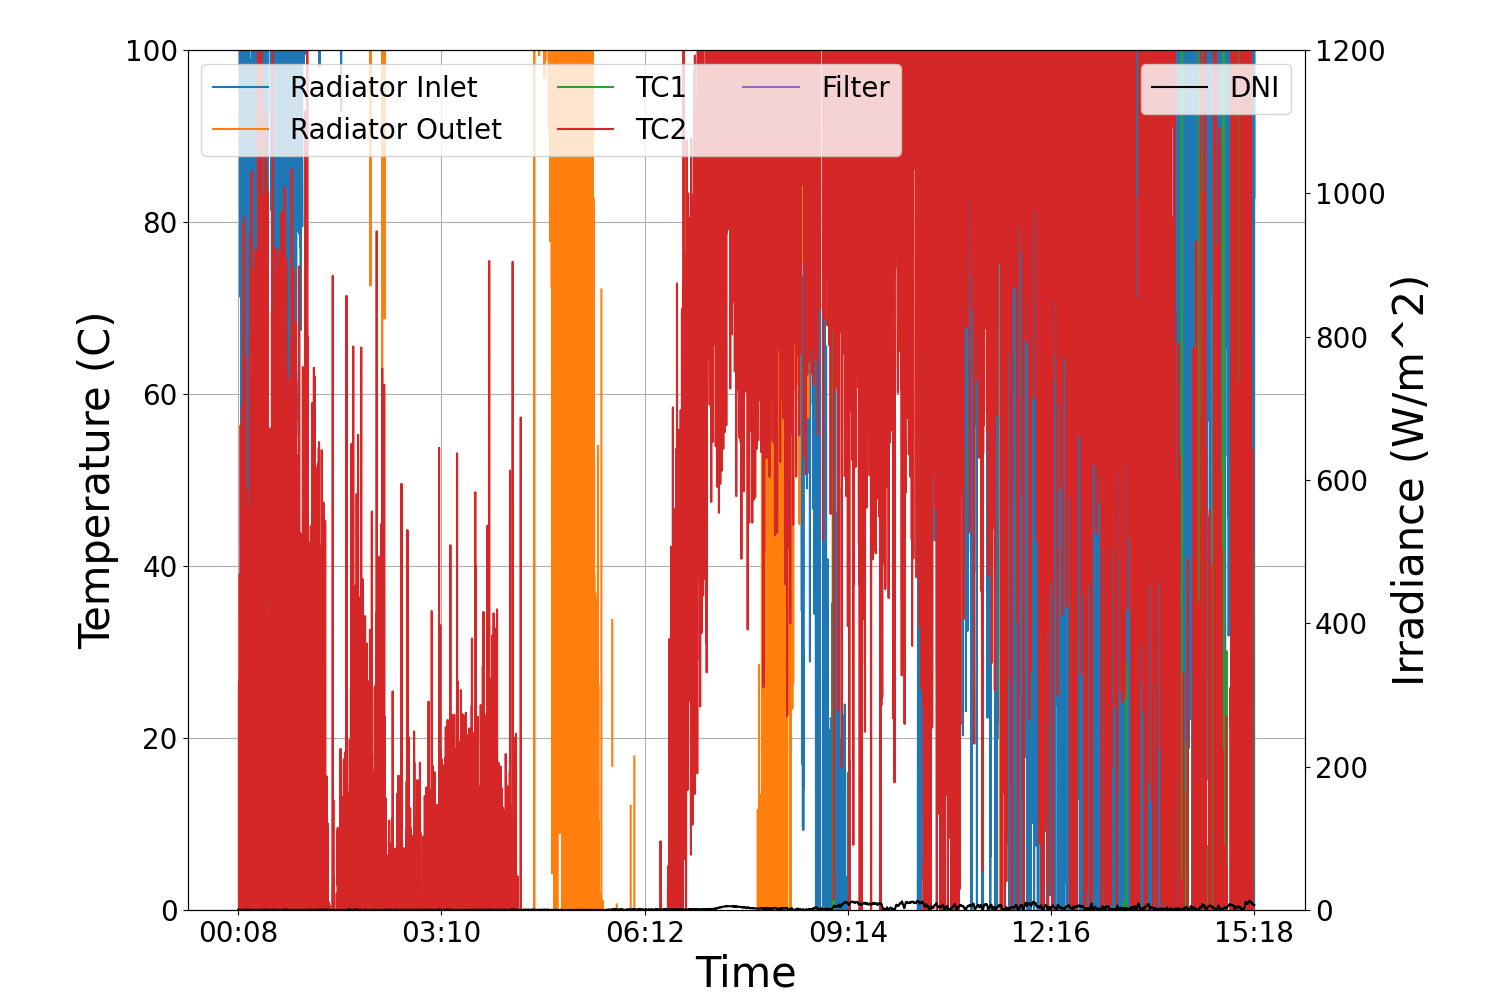 100
80
60
40
20
0
Temperature (C)
Radiator Inlet
Radiator Outlet
TC1
TC2
Filter
DNI
1200
1000
800
600
400
200
0
Irradiance (W/m^2)
00:08 03:10 06:12 09:14 12:16 15:18
Time